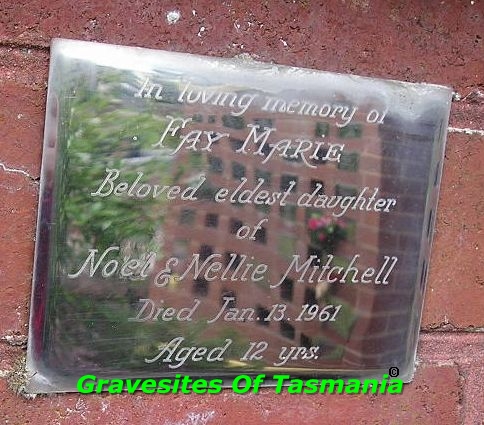 In loving memory of
FAY MARIE
Beloved eldest daughter
of
Noel & Nellie Mitchell
Died Jan. 13. 1961
Aged 12 yrs.
Gravesites Of Tasmania ©